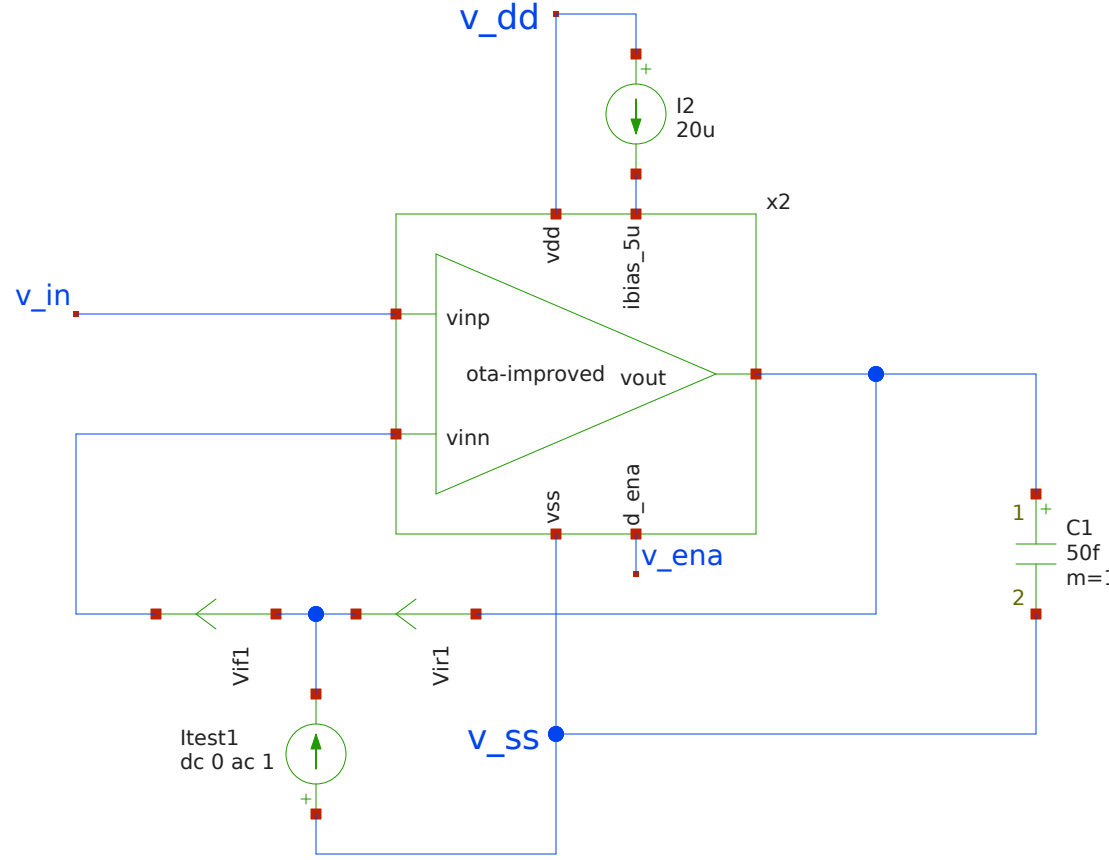 v_dd
+
I2
20u
x2
vdd
ibias_5u
v_in
vinp
ota-improved
vout
vinn
vss
d_ena
v_ena
1
+
C1
50f
m=1
2
Vif1
Vir1
Itest1
dc 0 ac 1
+
v_ss